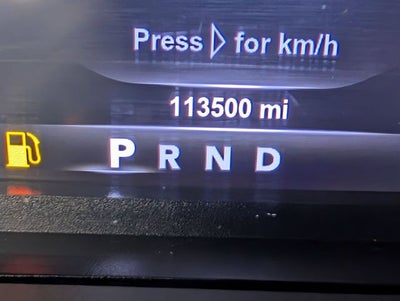 Press ▷ for km/h
113500 mi
P R N D